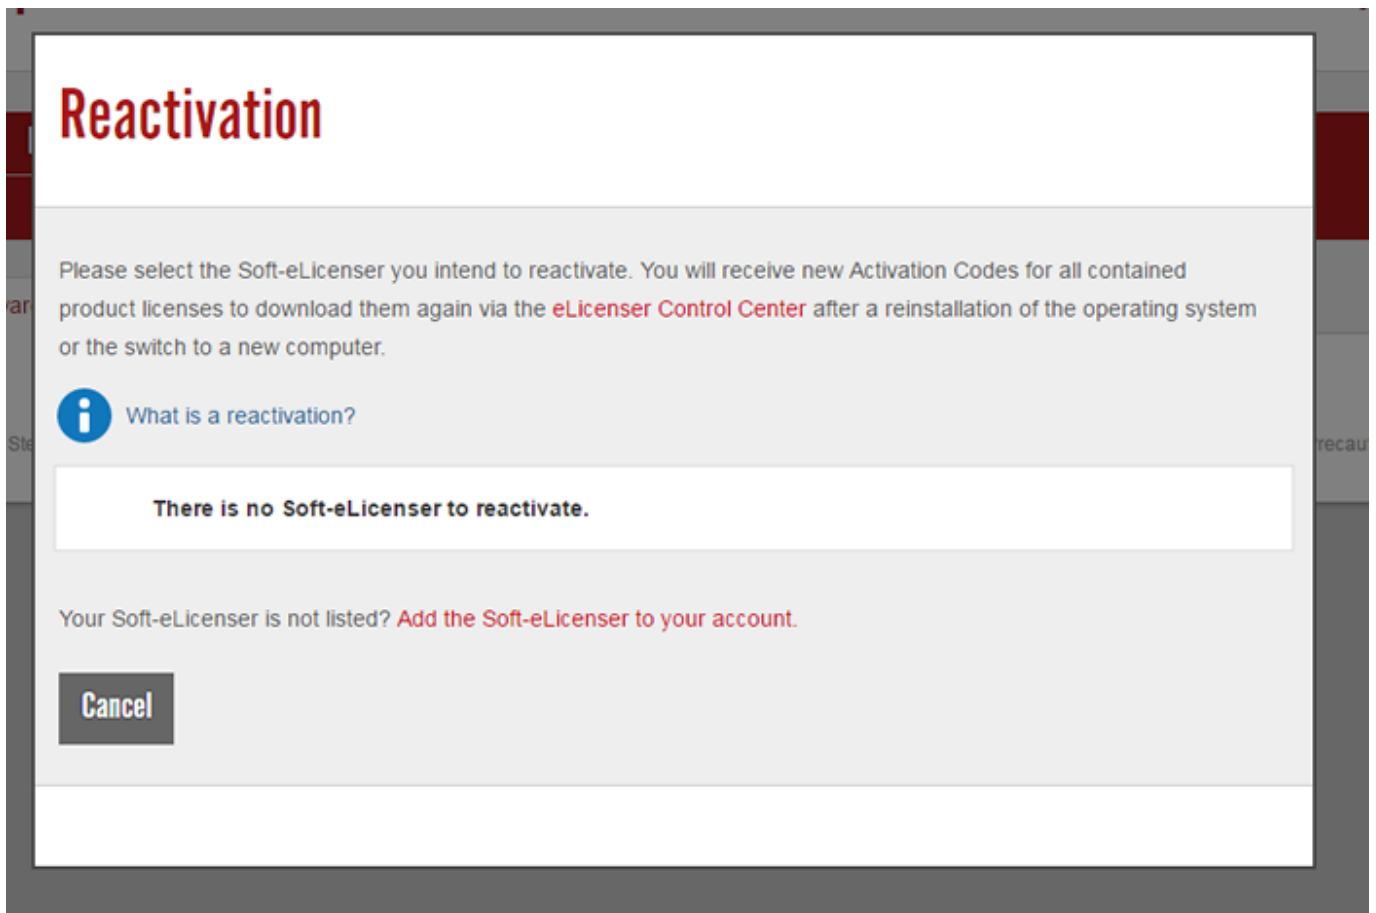 Reactivation
Please select the Soft-eLicenser you intend to reactivate. You will receive new Activation Codes for all contained
product licenses to download them again via the eLicenser Control Center after a reinstallation of the operating system
or the switch to a new computer.
What is a reactivation?
There is no Soft-eLicenser to reactivate.
Your Soft-eLicenser is not listed? Add the Soft-eLicenser to your account.
Cancel